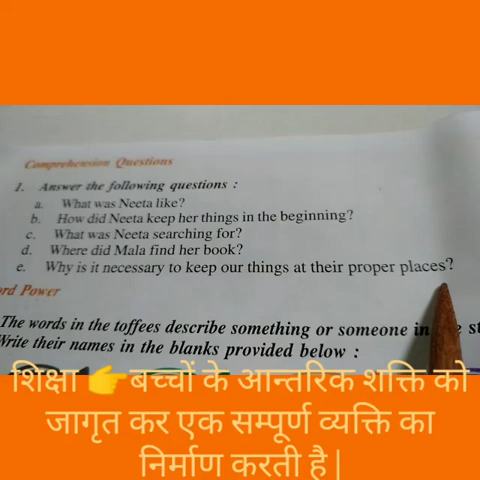 Comprehension Questions
1. Answer the following questions :
a. What was Neeta like?
b. How did Neeta keep her things in the beginning?
c. What was Neeta searching for?
d. Where did Mala find her book?
e. Why is it necessary to keep our things at their proper places?
Power
The words in the toffees describe something or someone in
Write their names in the blanks provided below :
शिक्षा 👉 बच्चों के आन्तरिक शक्ति को
जागृत कर एक सम्पूर्ण व्यक्ति का
निर्माण करती है |